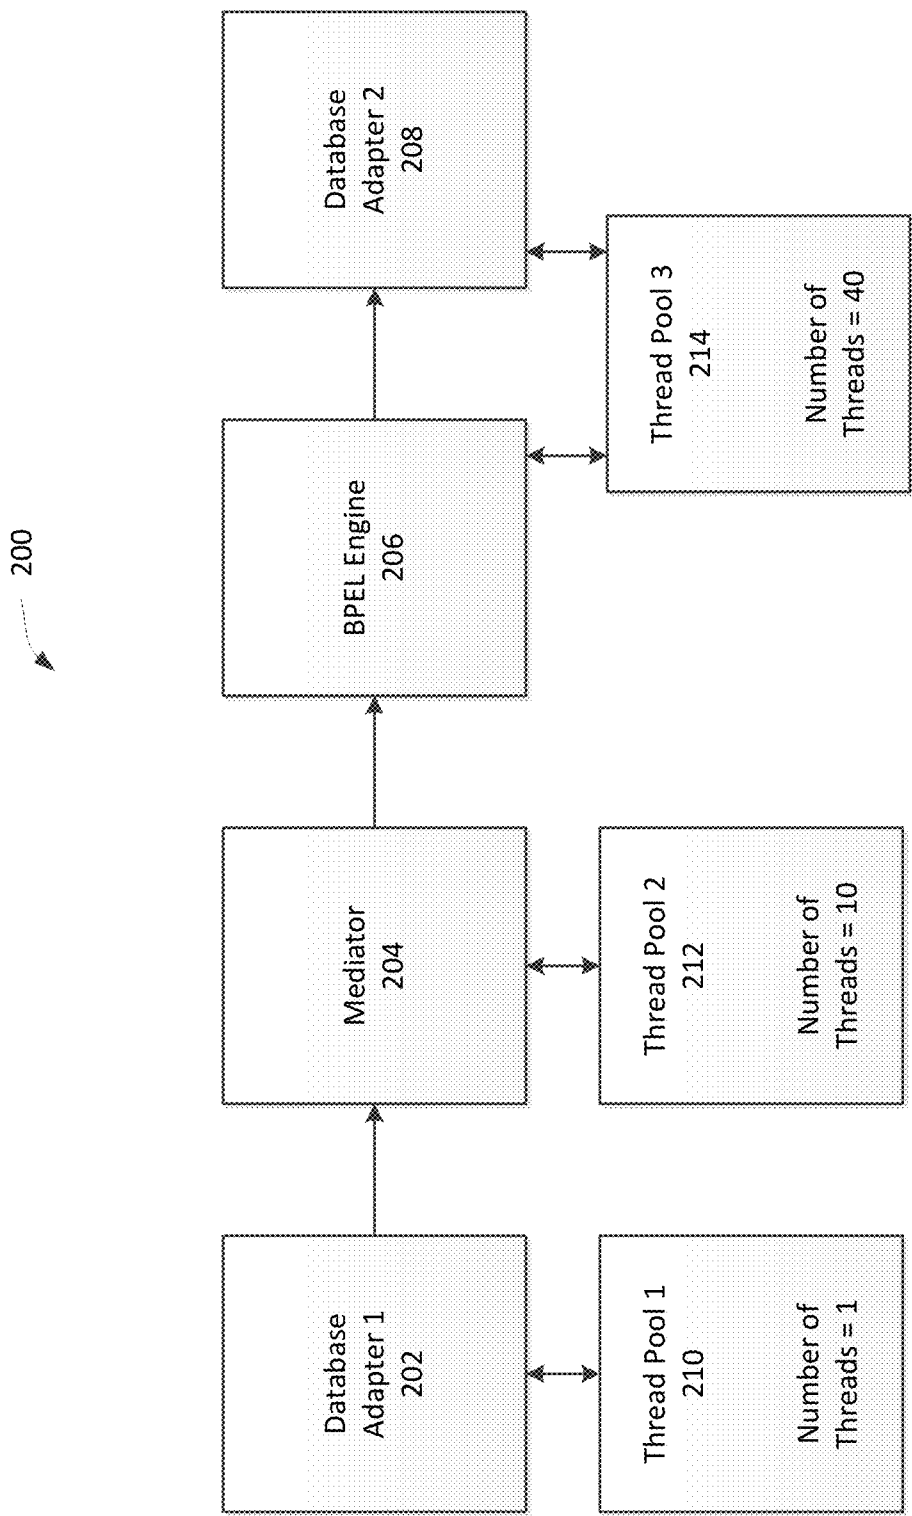 200
Database
Adapter 1
202
Mediator
204
BPEL Engine
206
Database
Adapter 2
208
Thread Pool 1
210
Number of
Threads = 1
Thread Pool 2
212
Number of
Threads = 10
Thread Pool 3
214
Number of
Threads = 40